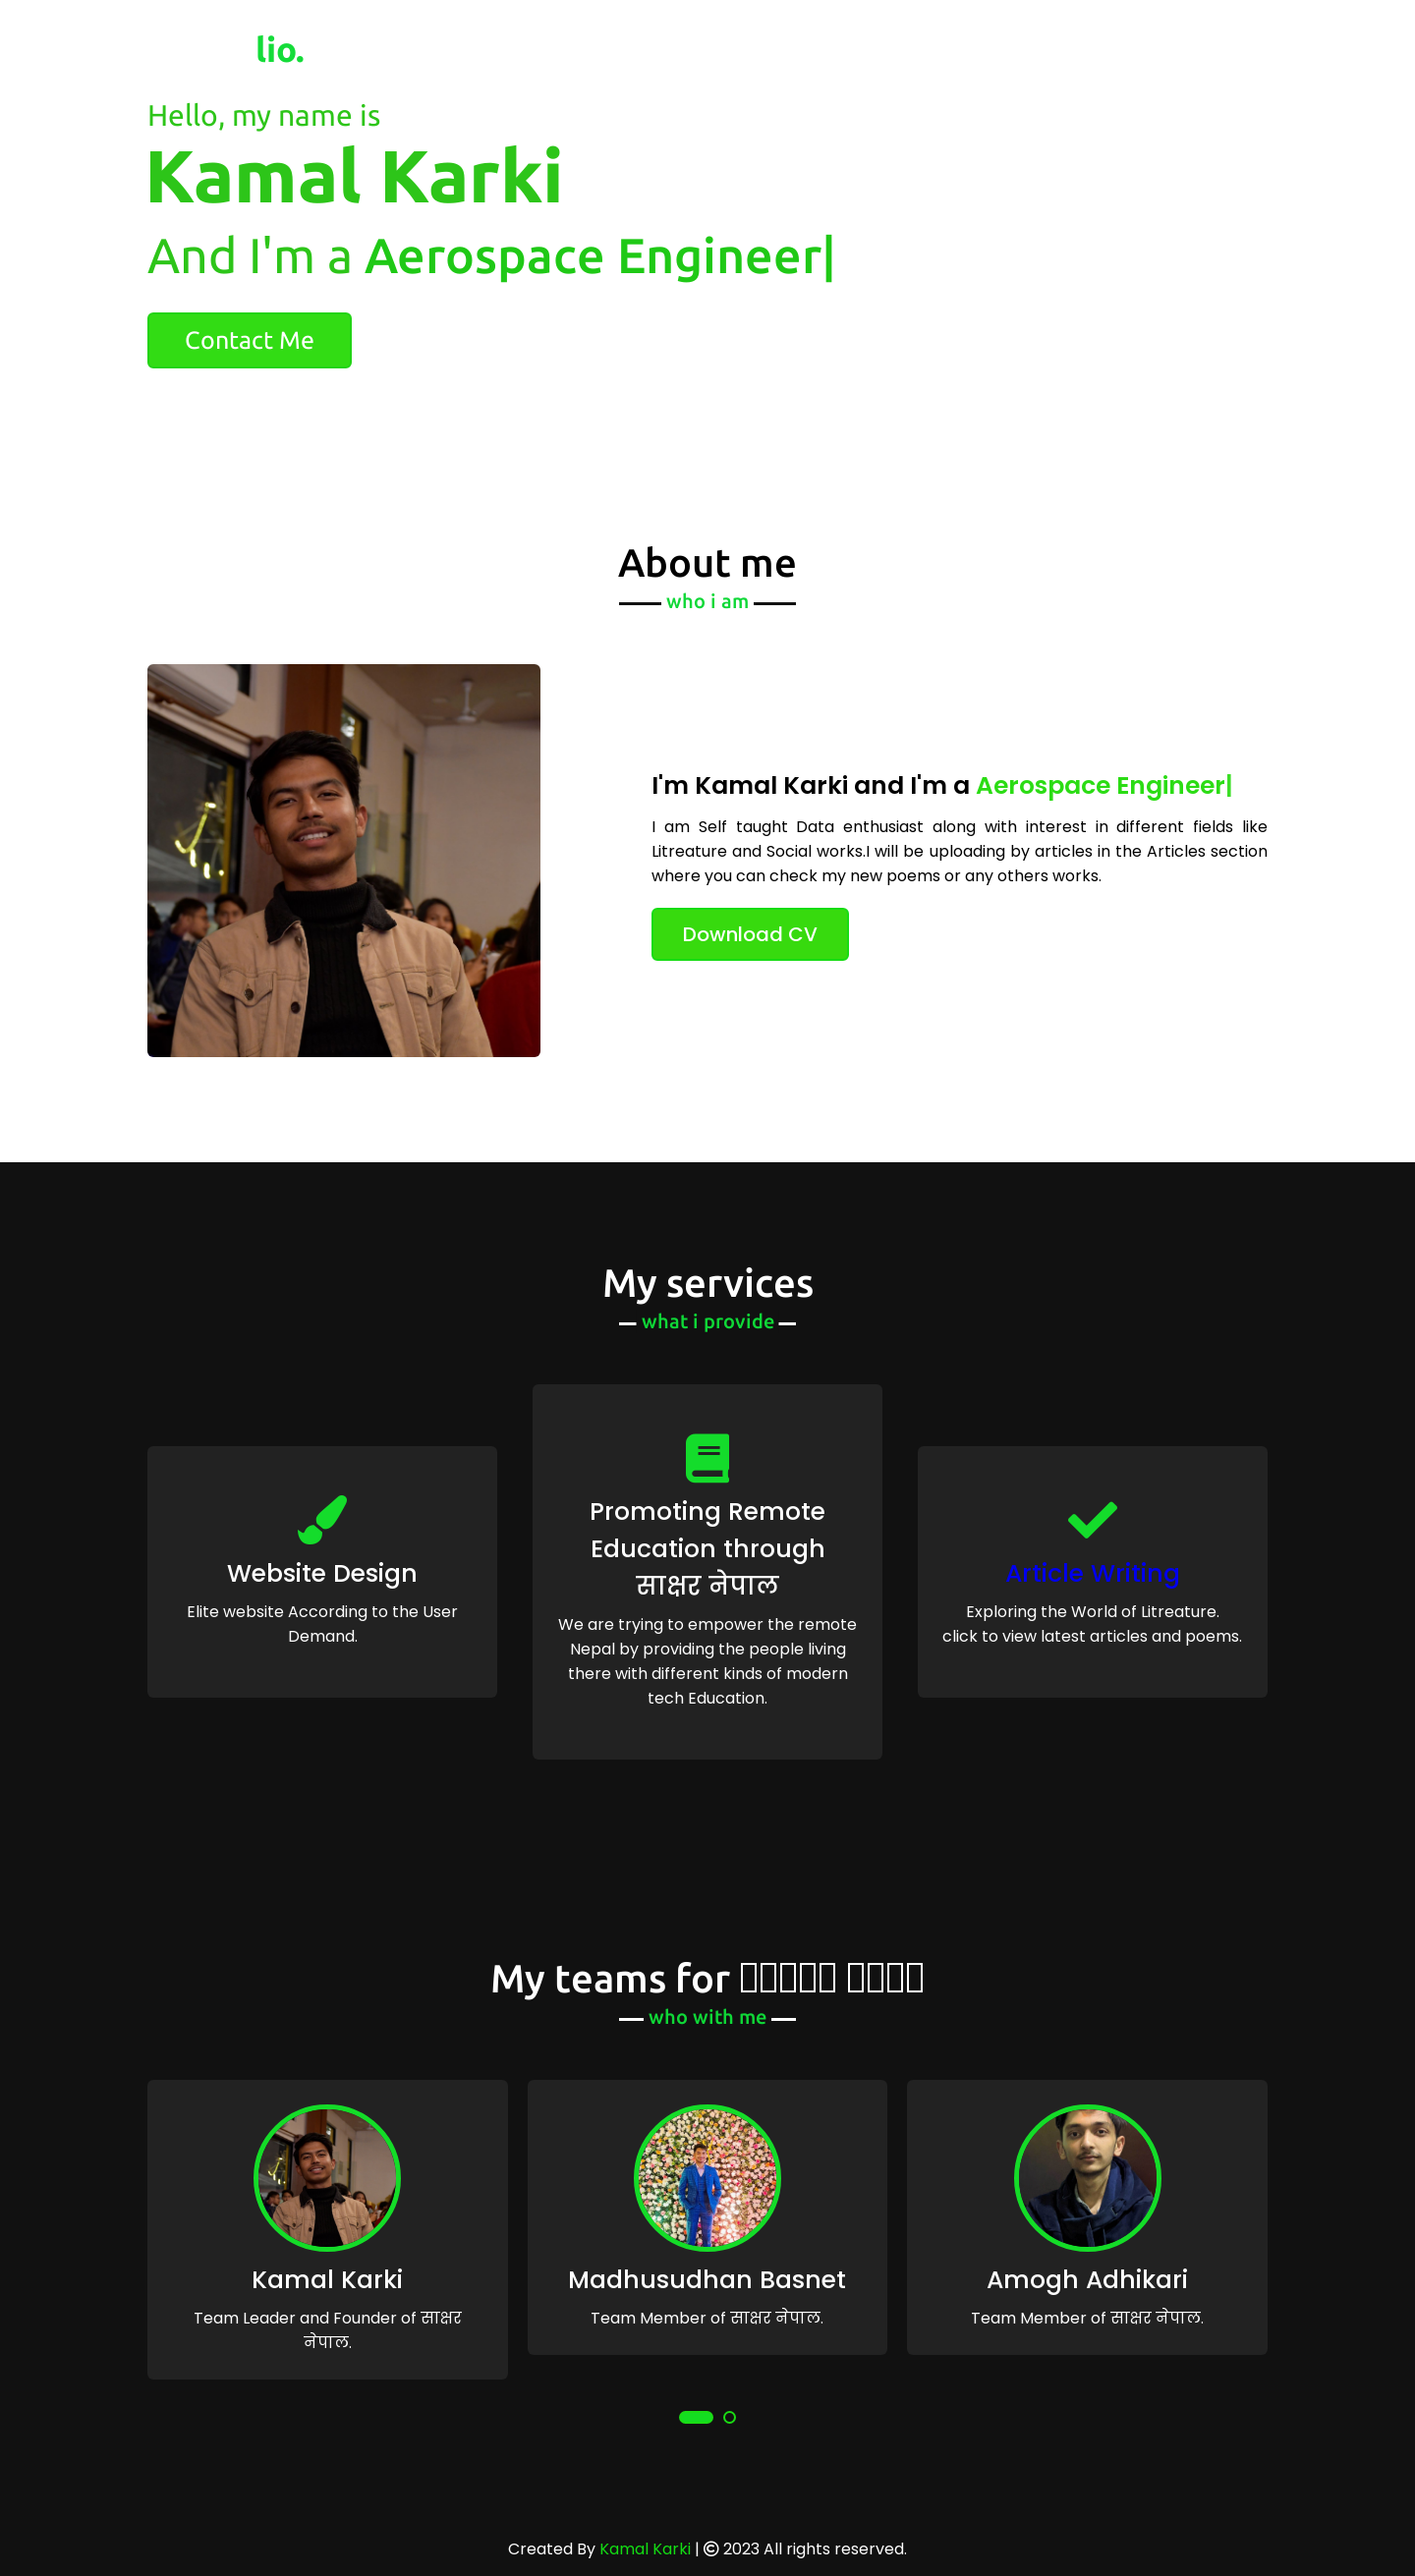 lio.
Hello, my name is
Kamal Karki
And I'm a Aerospace Engineer|
Contact Me
About me
who i am
I'm Kamal Karki and I'm a Aerospace Engineer|
I am Self taught Data enthusiast along with interest in different fields like
Litreature and Social works.I will be uploading by articles in the Articles section
where you can check my new poems or any others works.
Download CV
My services
what i provide
Website Design
Elite website According to the User
Demand.
Promoting Remote
Education through
साक्षर नेपाल
We are trying to empower the remote
Nepal by providing the people living
there with different kinds of modern
tech Education.
Article Writing
Exploring the World of Litreature.
click to view latest articles and poems.
My teams for
who with me
Kamal Karki
Team Leader and Founder of साक्षर
नेपाल.
Madhusudhan Basnet
Team Member of साक्षर नेपाल.
Amogh Adhikari
Team Member of साक्षर नेपाल.
Created By Kamal Karki | © 2023 All rights reserved.